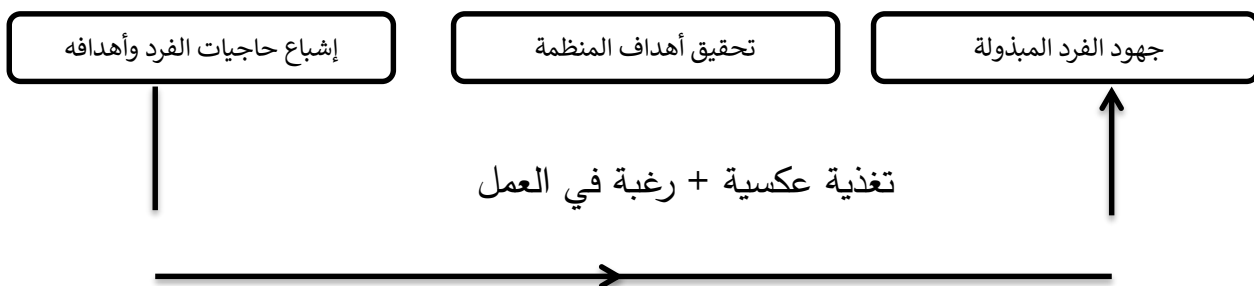 جهود الفرد المبذولة
تحقيق أهداف المنظمة
إشباع حاجيات الفرد وأهدافه
تغذية عكسية + رغبة في العمل